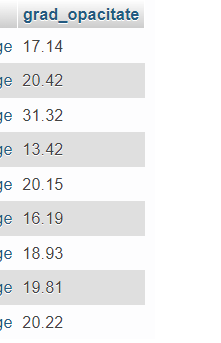 grad_opacitate
ge 17.14
ge 20.42
ge 31.32
ge 13.42
ge 20.15
ge 16.19
ge 18.93
ge 19.81
ge 20.22